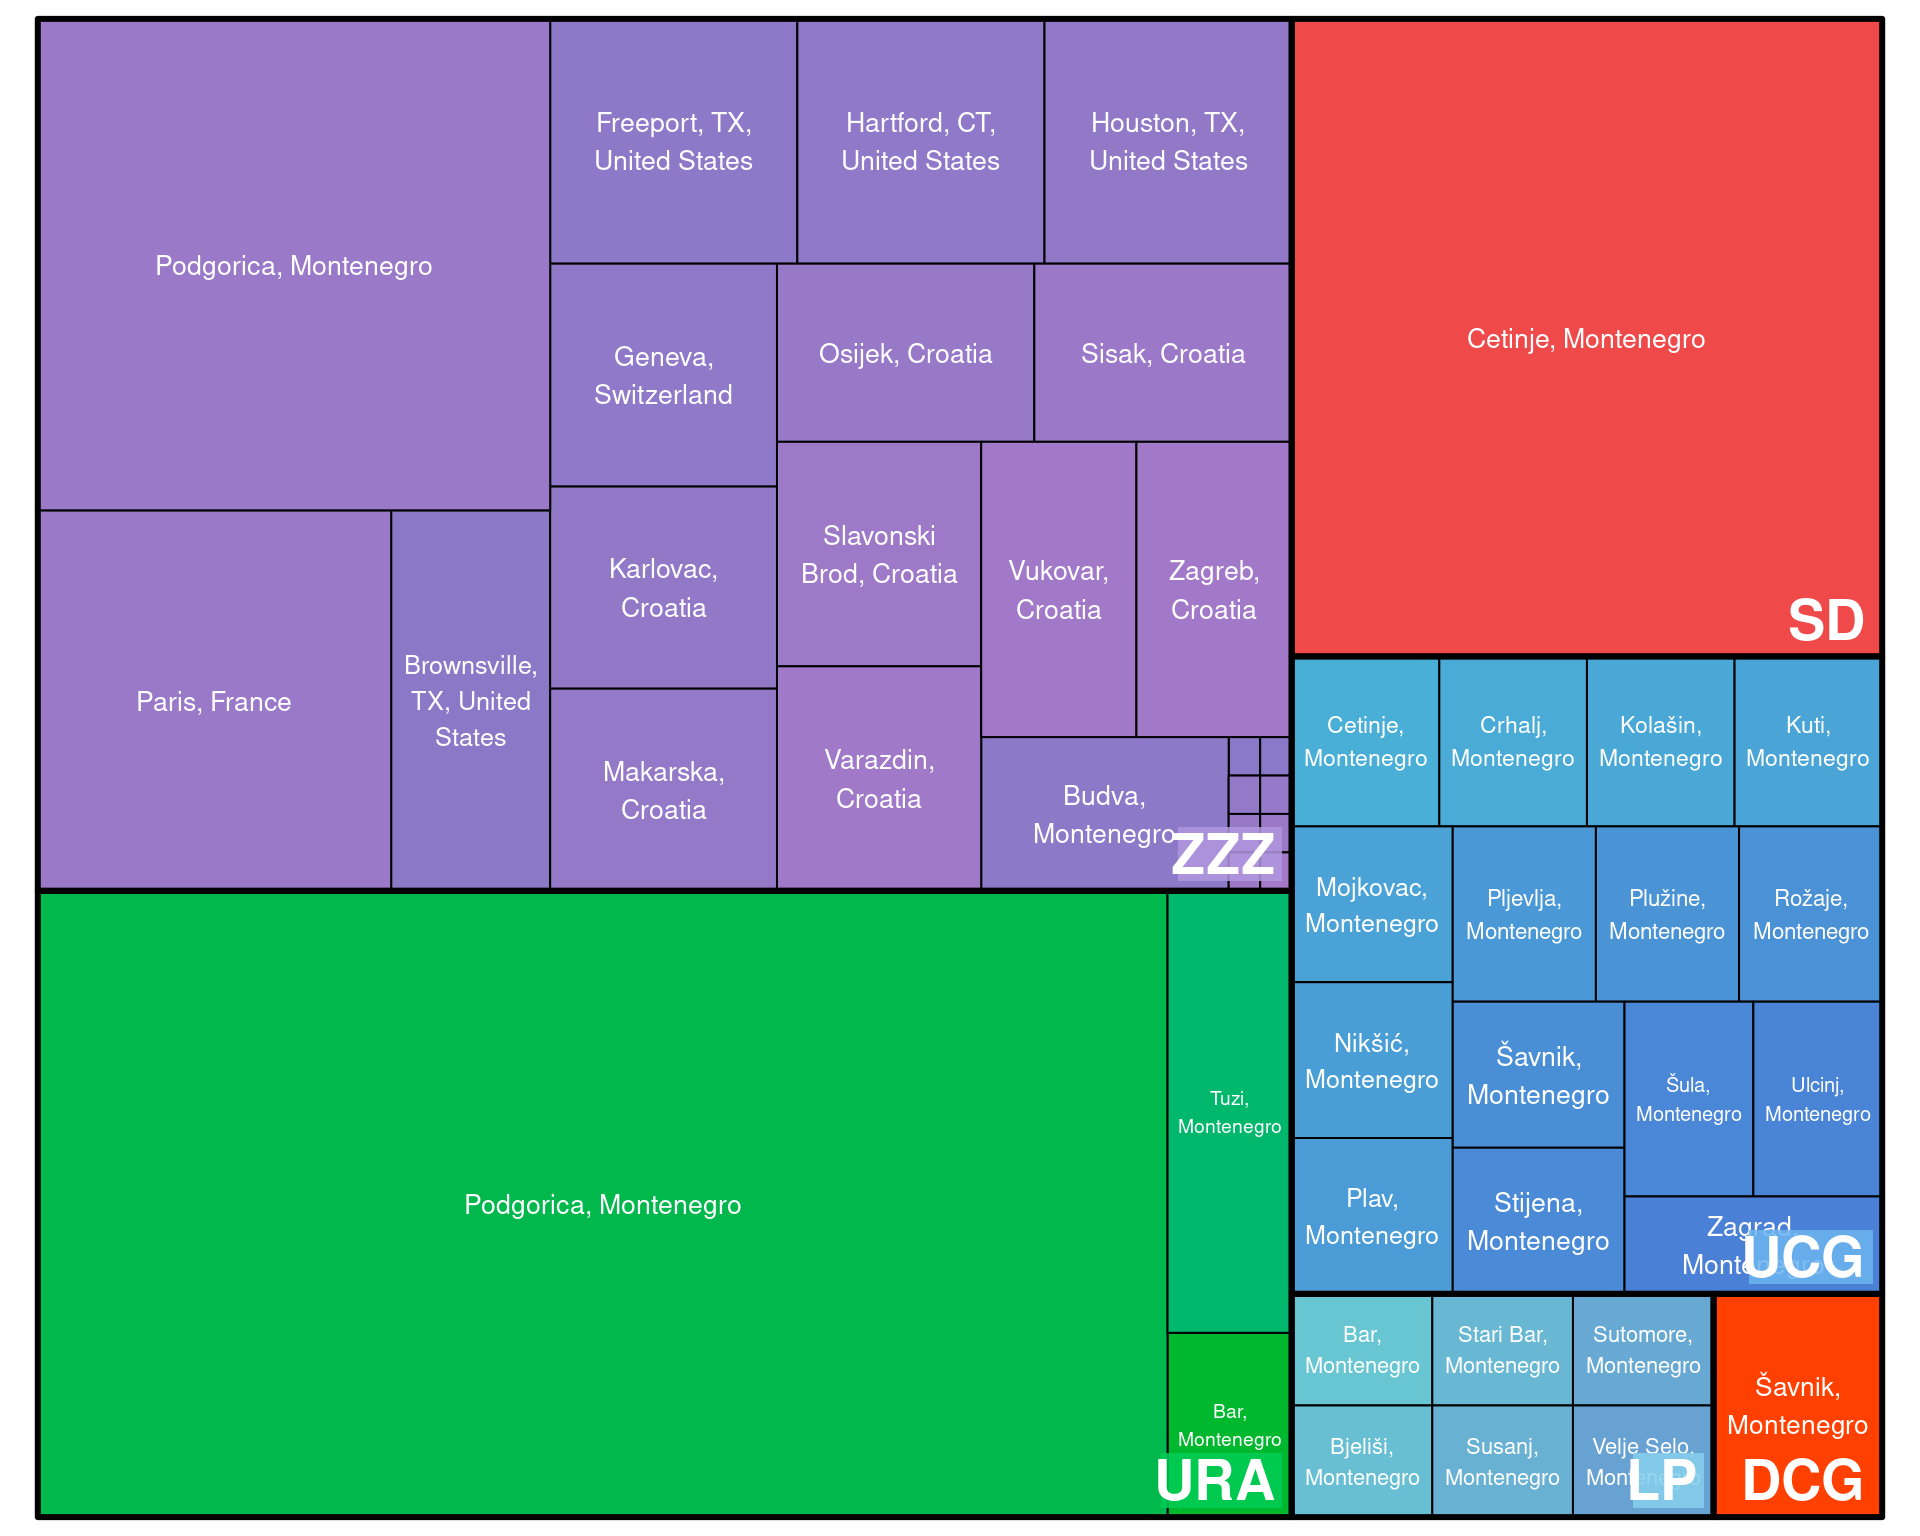 Podgorica, Montenegro
Freeport, TX,
United States
Hartford, CT,
United States
Houston, TX,
United States
Geneva,
Switzerland
Osijek, Croatia
Sisak, Croatia
Paris, France
Brownsville,
TX, United
States
Karlovac,
Croatia
Makarska,
Croatia
Slavonski
Brod, Croatia
Varazdin,
Croatia
Vukovar,
Croatia
Zagreb,
Croatia
Budva,
Montenegro
ZZZ
Cetinje, Montenegro
SD
Cetinje,
Montenegro
Crhalj,
Montenegro
Kolašin,
Montenegro
Kuti,
Montenegro
Mojkovac,
Montenegro
Pljevlja,
Montenegro
Plužine,
Montenegro
Rožaje,
Montenegro
Nikšić,
Montenegro
Šavnik,
Montenegro
Šula,
Montenegro
Ulcinj,
Montenegro
Plav,
Montenegro
Stijena,
Montenegro
Zagrad,
Montenegro
UCG
Podgorica, Montenegro
Tuzi,
Montenegro
Bar,
Montenegro
URA
Bar,
Montenegro
Stari Bar,
Montenegro
Sutomore,
Montenegro
Bjeliši,
Montenegro
Susanj,
Montenegro
Velje Selo,
Montenegro
LP
Šavnik,
Montenegro
DCG